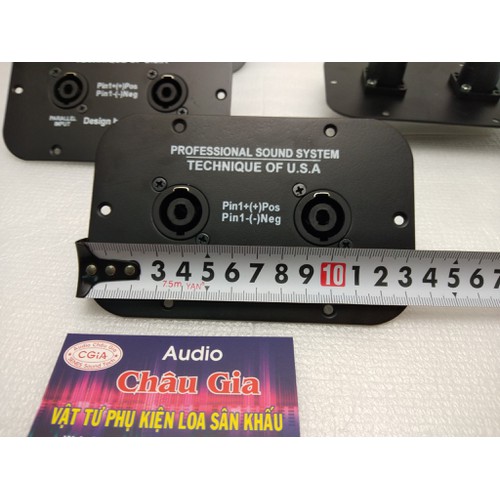 Pin1+(+)Pos
Pin1-(-)Neg
PARALLEL
INPUT
Design
PROFESSIONAL SOUND SYSTEM
TECHNIQUE OF U.S.A
Pin1+(+)Pos
Pin1-(-)Neg
3 4 5 6 7 8 9 10 1 2 3 4 5 6 7
7.5m YAN
CGiA
Audio
Châu Gia
VẬT TƯ PHỤ KIỆN LOA SÂN KHẤU